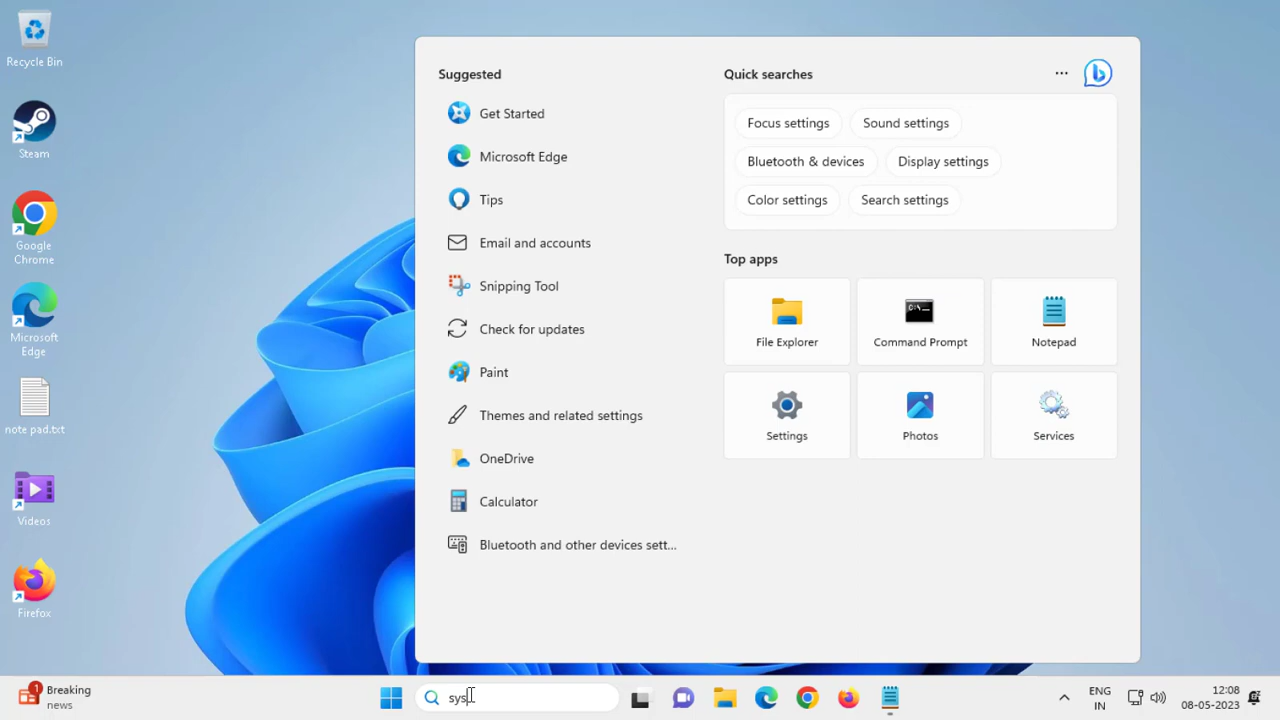 Recycle Bin
Steam
Google
Chrome
Microsoft
Edge
note pad.txt
Videos
Firefox
Suggested
Get Started
Microsoft Edge
Tips
Email and accounts
Snipping Tool
Check for updates
Paint
Themes and related settings
OneDrive
Calculator
Bluetooth and other devices sett...
Quick searches
Focus settings
Sound settings
Bluetooth & devices
Display settings
Color settings
Search settings
Top apps
File Explorer
C:\_
Command Prompt
Notepad
Settings
Photos
Services
1
Breaking
news
sys
ENG
IN
12:08
08-05-2023